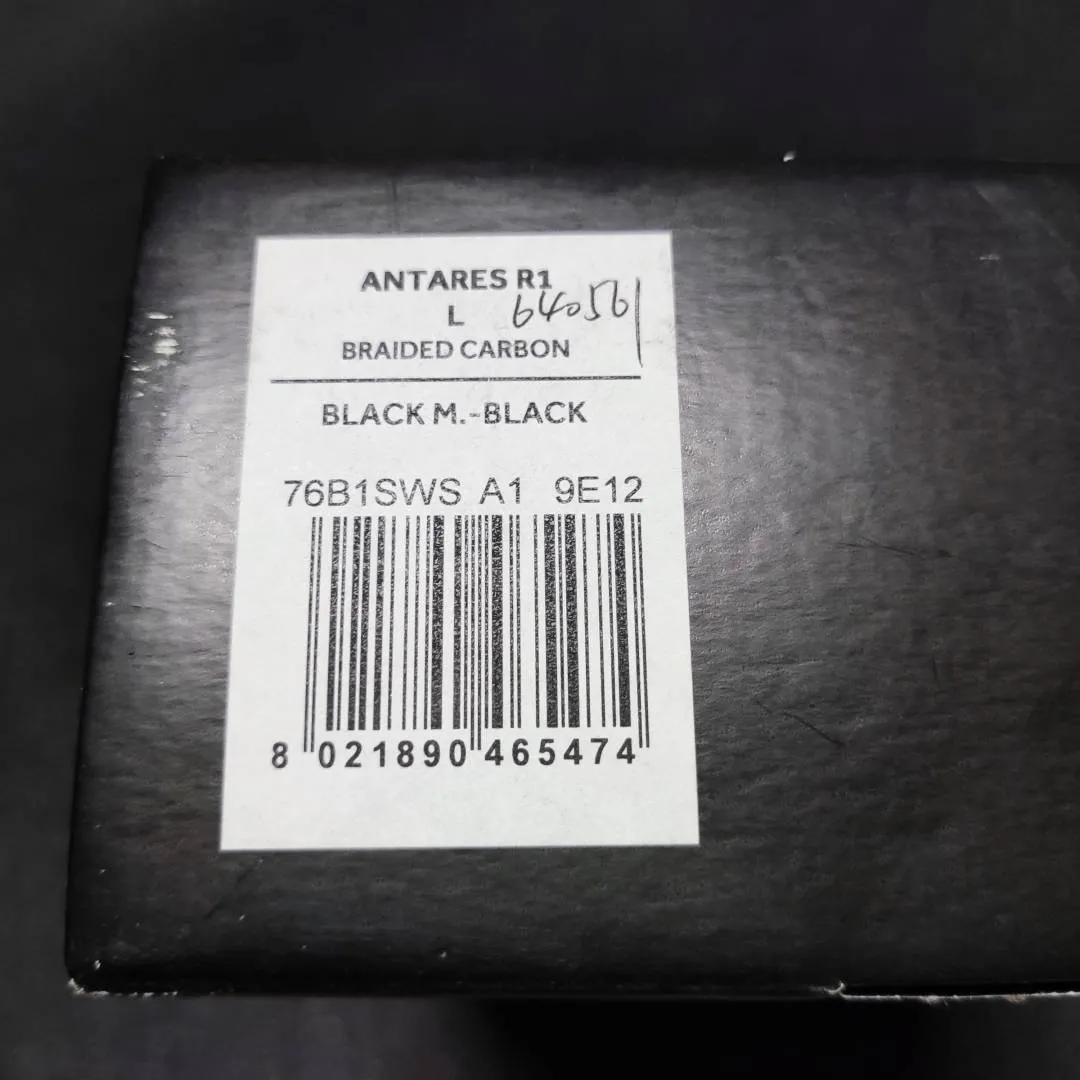 ANTARES R1
L 640561
BRAIDED CARBON
BLACK M.-BLACK
76B1SWS A1 9E12
8 021890 465474